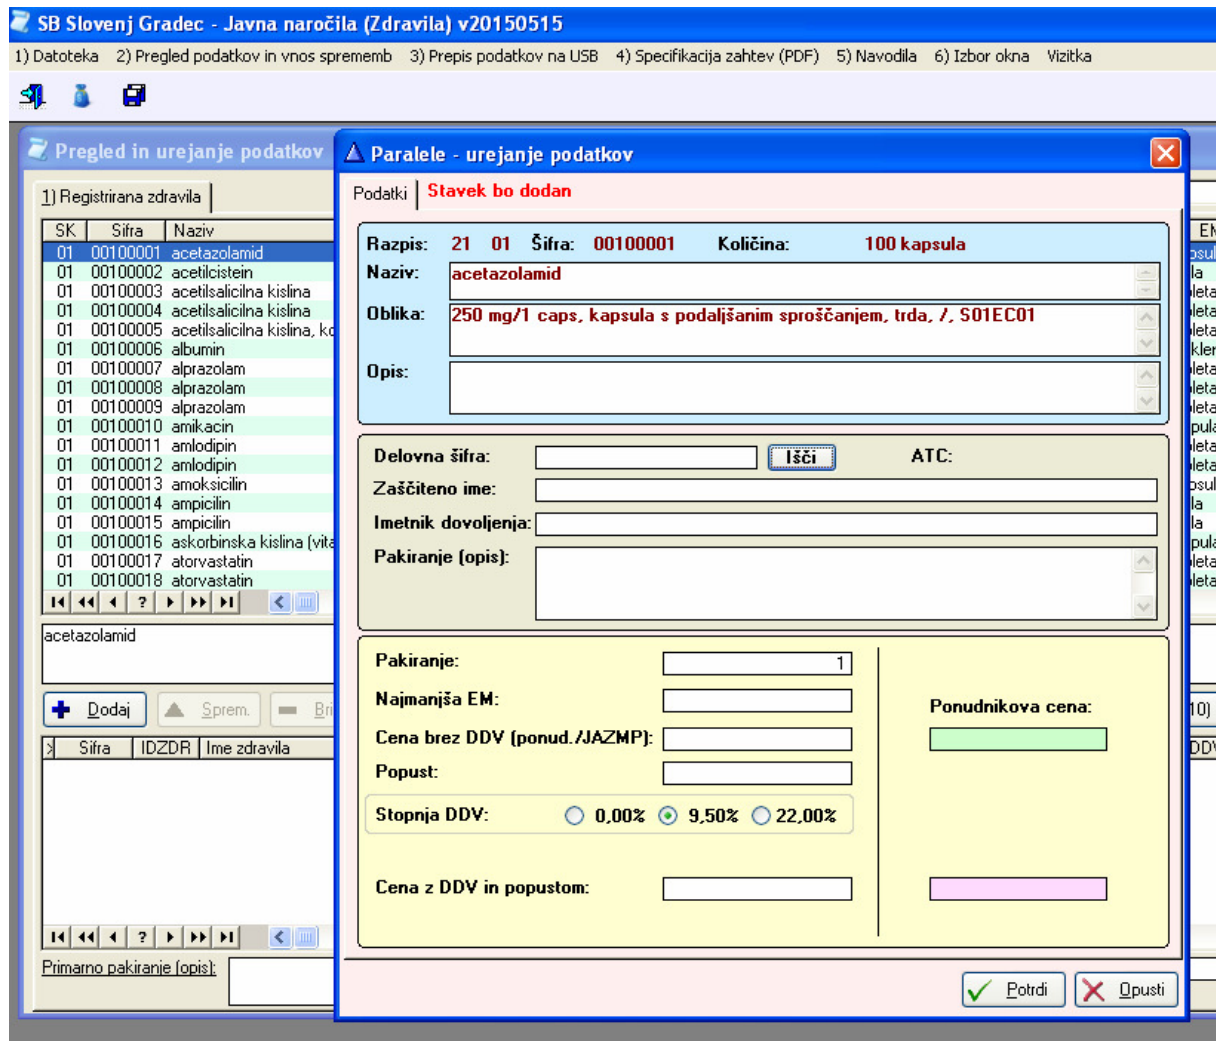 SB Slovenj Gradec - Javna naročila (Zdravila) v20150515
1) Datoteka 2) Pregled podatkov in vnos sprememb 3) Prepis podatkov na USB 4) Specifikacija zahtev (PDF) 5) Navodila 6) Izbor okna Vizitka
Pregled in urejanje podatkov
1) Registrirana zdravila
SK Sifra Naziv
01 00100001 acetazolamid
01 00100002 acetilcistein
01 00100003 acetilsalicilna kislina
01 00100004 acetilsalicilna kislina
01 00100005 acetilsalicilna kislina, ko
01 00100006 albumin
01 00100007 alprazolam
01 00100008 alprazolam
01 00100009 alprazolam
01 00100010 amikacin
01 00100011 amlodipin
01 00100012 amlodipin
01 00100013 amoksicilin
01 00100014 ampicilin
01 00100015 ampicilin
01 00100016 askorbinska kislina (vita
01 00100017 atorvastatin
01 00100018 atorvastatin
acetazolamid
Dodaj Sprem. Bri
Sifra IDZDR Ime zdravila
Primarno pakiranje (opis):
Paralele - urejanje podatkov
Podatki Stavek bo dodan
Razpis: 21 01 Šifra: 00100001 Količina: 100 kapsula
Naziv: acetazolamid
Oblika: 250 mg/1 caps, kapsula s podaljšanim sproščanjem, trda, /, S01EC01
Opis:
Delovna šifra: Išči ATC:
Zaščiteno ime:
Imetnik dovoljenja:
Pakiranje (opis):
Pakiranje: 1
Najmanjša EM:
Ponudnikova cena:
Cena brez DDV (ponud./JAZMP):
Popust:
Stopnja DDV: 0,00% 9,50% 22,00%
Cena z DDV in popustom:
Potrdi Opusti
EM
10)
DDV